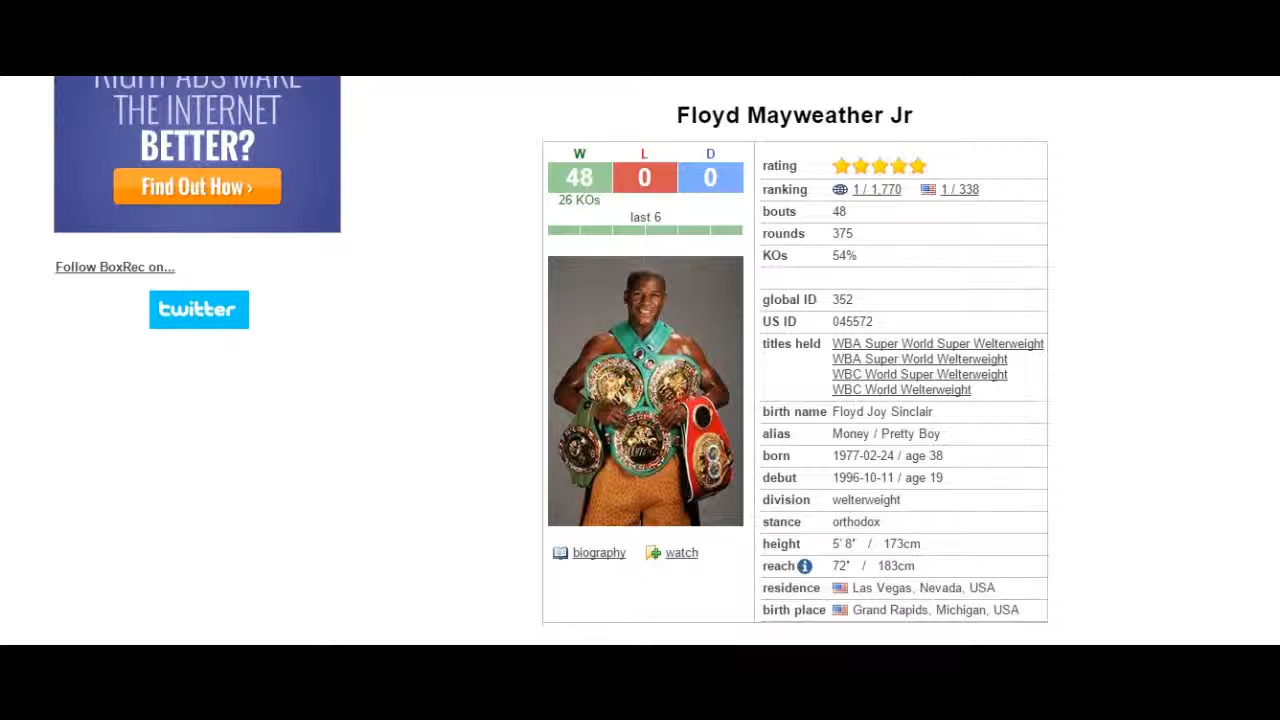 RIGHT ADS MAKE
THE INTERNET
BETTER?
Find Out How ›
Follow BoxRec on...
twitter
Floyd Mayweather Jr
W L D
48 0 0
26 KOs
last 6
biography watch
rating
ranking 1 / 1,770 1 / 338
bouts 48
rounds 375
KOs 54%
global ID 352
US ID 045572
titles held WBA Super World Super Welterweight
WBA Super World Welterweight
WBC World Super Welterweight
WBC World Welterweight
birth name Floyd Joy Sinclair
alias Money / Pretty Boy
born 1977-02-24 / age 38
debut 1996-10-11 / age 19
division welterweight
stance orthodox
height 5′ 8″ / 173cm
reach 72″ / 183cm
residence Las Vegas, Nevada, USA
birth place Grand Rapids, Michigan, USA